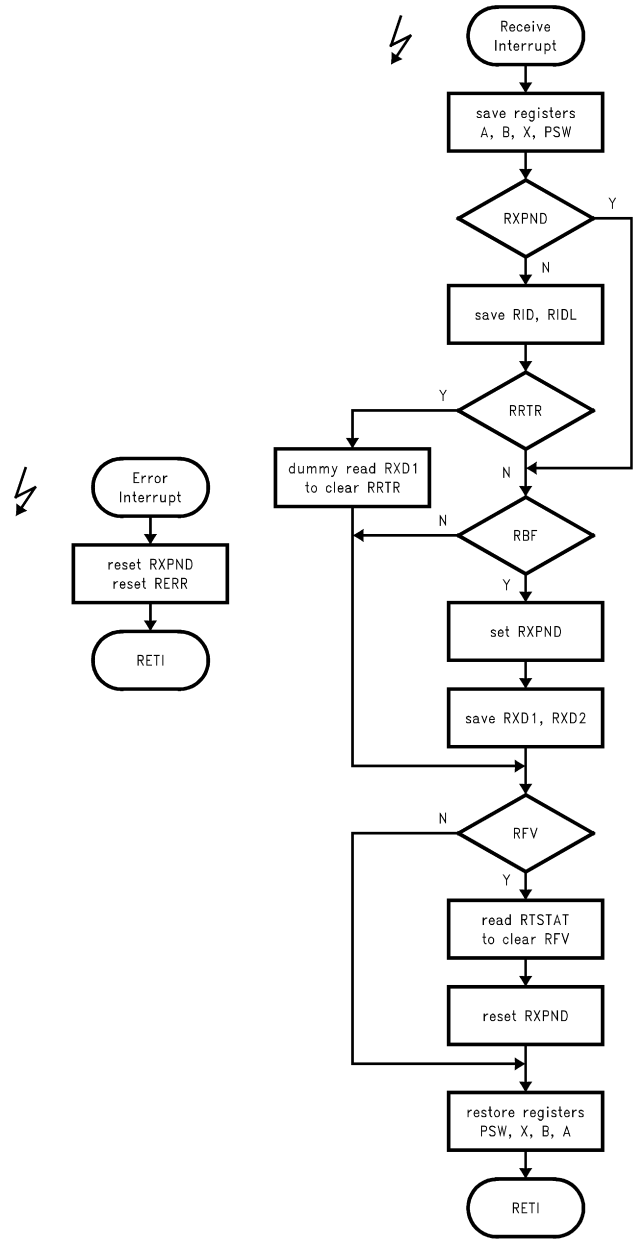 Receive
Interrupt
save registers
A, B, X, PSW
RXPND
Y
N
save RID, RIDL
Y
RRTR
dummy read RXD1
to clear RRTR
N
Error
Interrupt
N
RBF
reset RXPND
reset RERR
Y
set RXPND
RETI
save RXD1, RXD2
N
RFV
Y
read RTSTAT
to clear RFV
reset RXPND
restore registers
PSW, X, B, A
RETI